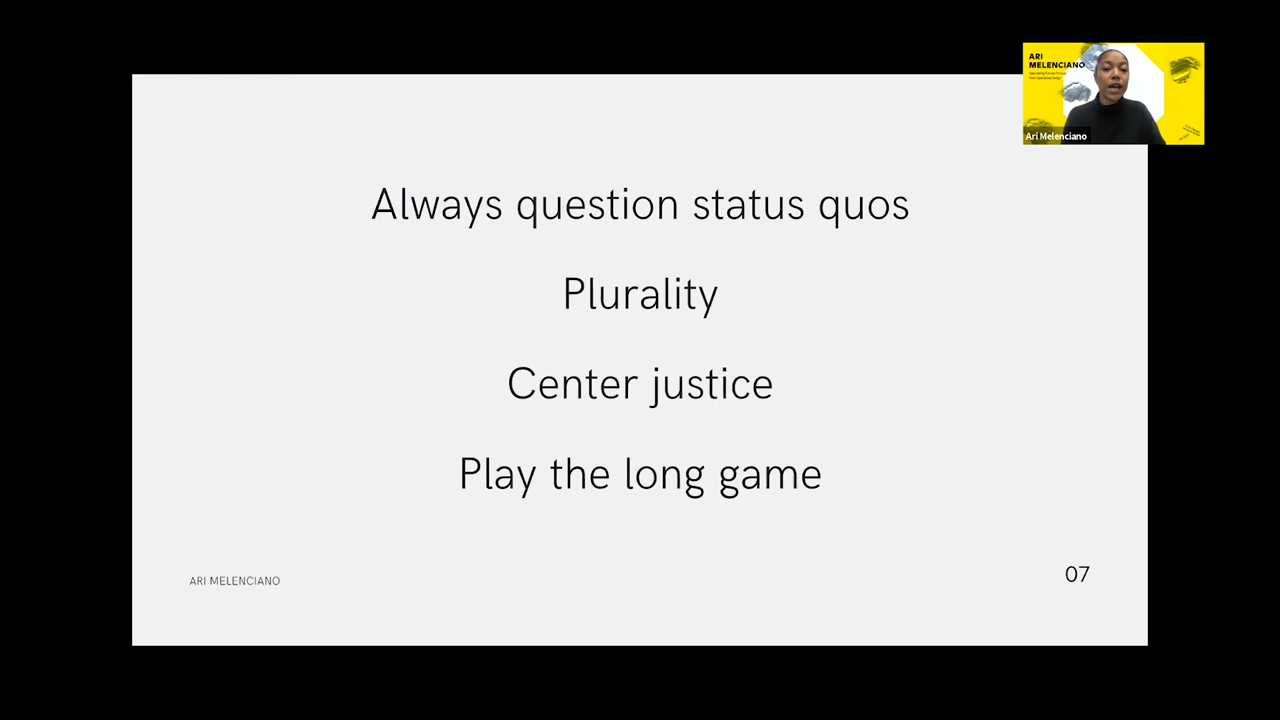 ARI
MELENCIANO
Ari Melenciano
Always question status quos
Plurality
Center justice
Play the long game
ARI MELENCIANO
07